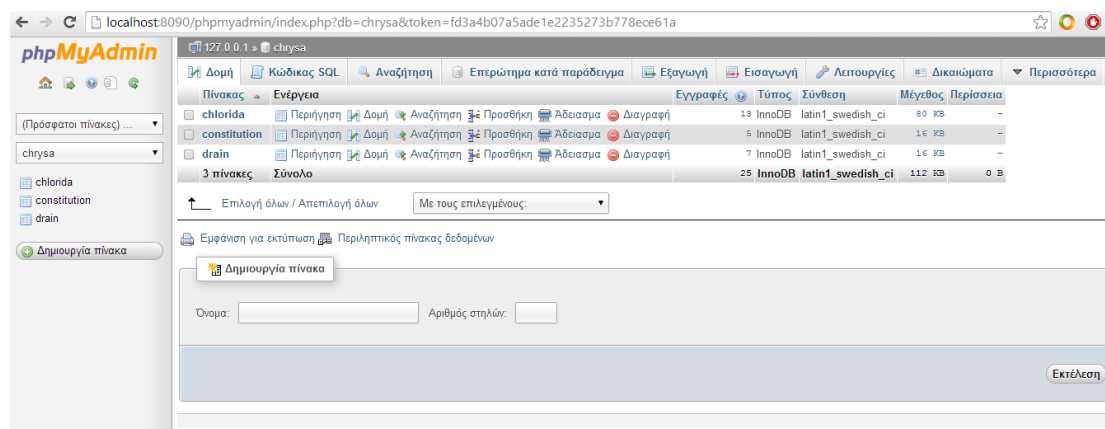 localhost:8090/phpmyadmin/index.php?db=chrysa&token=fd3a4b07a5ade1e2235273b778ece61a
phpMyAdmin
(Πρόσφατοι πίνακες) ...
chrysa
chlorida
constitution
drain
Δημιουργία πίνακα
127.0.0.1 » chrysa
Δομή Κώδικας SQL Αναζήτηση Επερώτημα κατά παράδειγμα Εξαγωγή Εισαγωγή Λειτουργίες Δικαιώματα Περισσότερα
Πίνακας Ενέργεια Εγγραφές Τύπος Σύνθεση Μέγεθος Περίσσεια
chlorida Περιήγηση Δομή Αναζήτηση Προσθήκη Άδειασμα Διαγραφή 13 InnoDB latin1_swedish_ci 80 KB -
constitution Περιήγηση Δομή Αναζήτηση Προσθήκη Άδειασμα Διαγραφή 5 InnoDB latin1_swedish_ci 16 KB -
drain Περιήγηση Δομή Αναζήτηση Προσθήκη Άδειασμα Διαγραφή 7 InnoDB latin1_swedish_ci 16 KB -
3 πίνακες Σύνολο 25 InnoDB latin1_swedish_ci 112 KB 0 B
Επιλογή όλων / Απεπιλογή όλων Με τους επιλεγμένους:
Εμφάνιση για εκτύπωση Περιληπτικός πίνακας δεδομένων
Δημιουργία πίνακα
Όνομα: Αριθμός στηλών:
Εκτέλεση